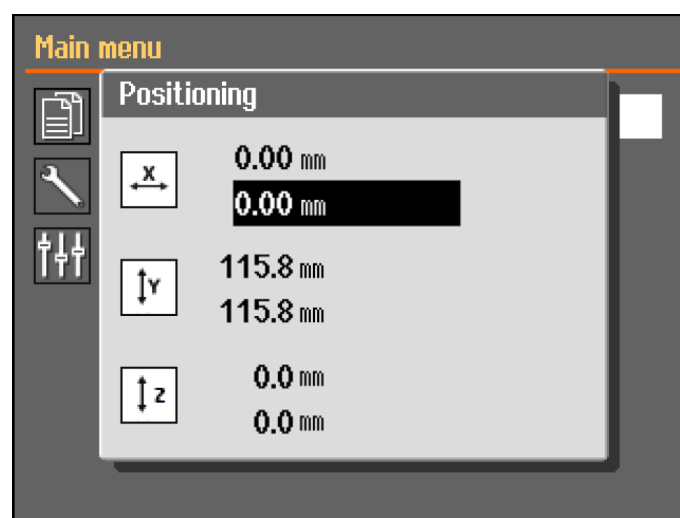 Main menu
Positioning
X
0.00 mm
0.00 mm
Y
115.8 mm
115.8 mm
Z
0.0 mm
0.0 mm